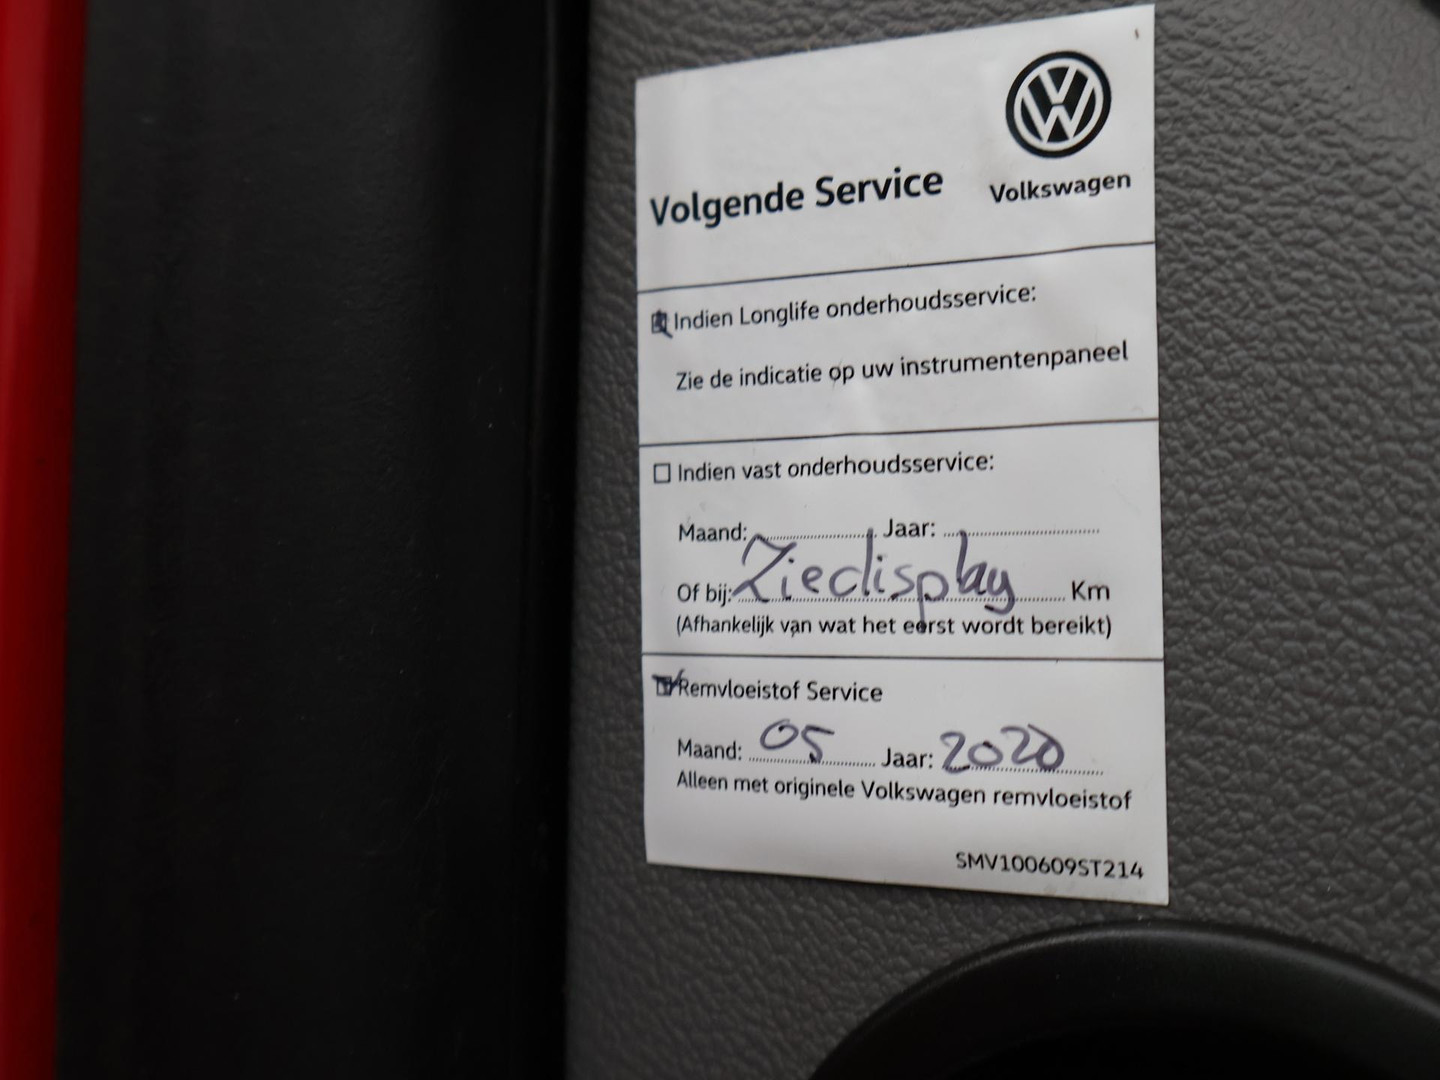 Volkswagen
Volgende Service
Indien Longlife onderhoudsservice:
Zie de indicatie op uw instrumentenpaneel
Indien vast onderhoudsservice:
Maand: Jaar:
Of bij: Zie display Km
(Afhankelijk van wat het eerst wordt bereikt)
Remvloeistof Service
Maand: 05 Jaar: 2020
Alleen met originele Volkswagen remvloeistof
SMV100609ST214